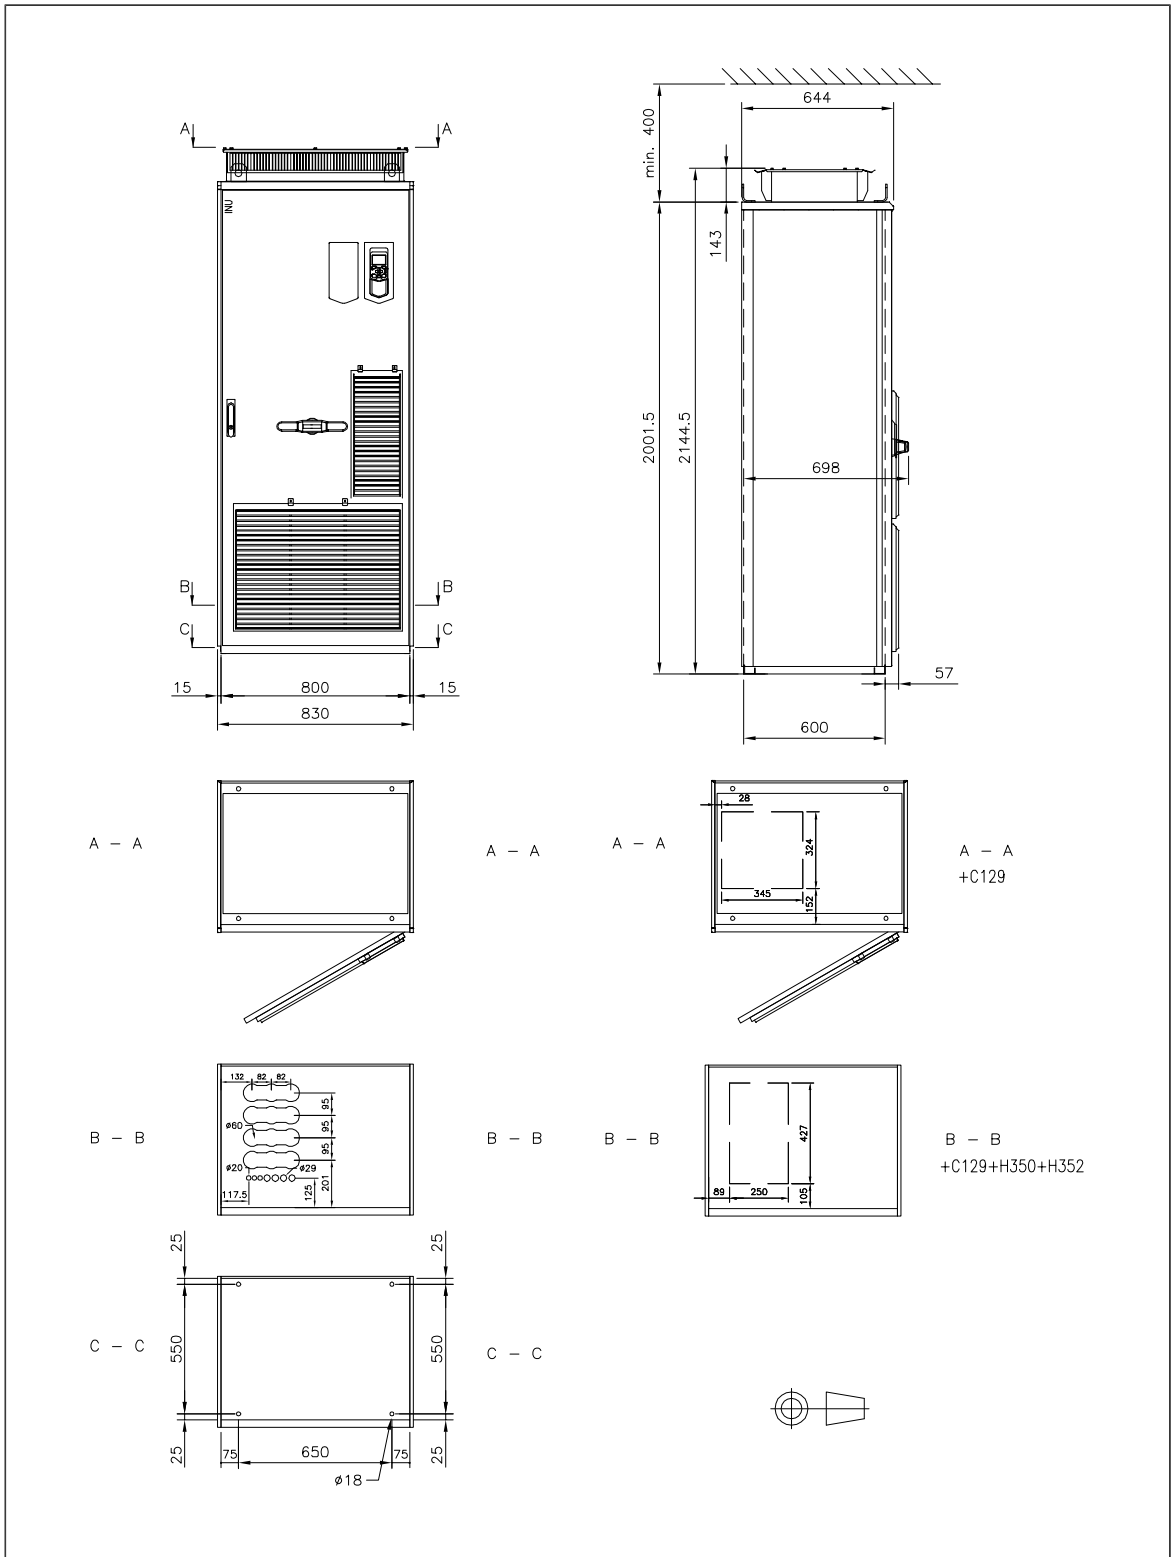 644
min. 400
A A
INU
143
2001.5
2144.5
698
B B
C C
15 800 15
830
57
600
28
A – A
A – A
A – A
324
A – A
+C129
345
152
132 82 82
95
ø60
95
B – B
B – B
B – B
427
B – B
+C129+H350+H352
95
ø20 ø29
201
117.5
125
89 250
105
25 25
C – C
550
550
C – C
25
75 650 75
25
ø18